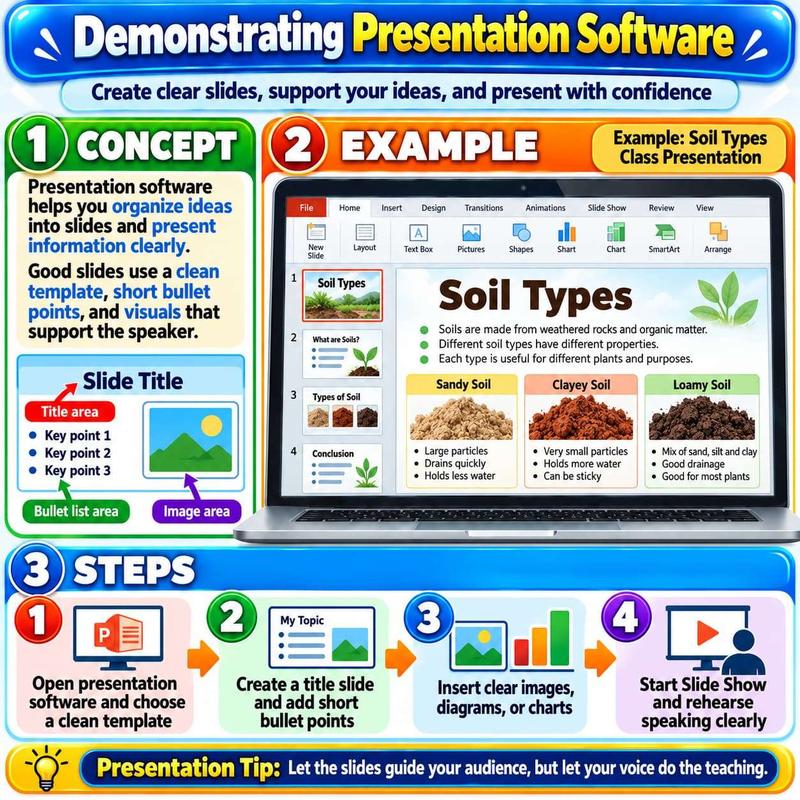 Demonstrating Presentation Software
Create clear slides, support your ideas, and present with confidence
1 CONCEPT
Presentation software
helps you organize ideas
into slides and present
information clearly.
Good slides use a clean
template, short bullet
points, and visuals that
support the speaker.
Slide Title
Title area
Key point 1
Key point 2
Key point 3
Bullet list area
Image area
2 EXAMPLE
Example: Soil Types
Class Presentation
File Home Insert Design Transitions Animations Slide Show Review View
New
Slide
Layout
Text Box
Pictures
Shapes
Shart
Chart
SmartArt
Arrange
1
Soil Types
2
What are Soils?
3
Types of Soil
4
Conclusion
Soil Types
Soils are made from weathered rocks and organic matter.
Different soil types have different properties.
Each type is useful for different plants and purposes.
Sandy Soil
• Large particles
• Drains quickly
• Holds less water
Clayey Soil
• Very small particles
• Holds more water
• Can be sticky
Loamy Soil
• Mix of sand, silt and clay
• Good drainage
• Good for most plants
3 STEPS
1
P
Open presentation
software and choose
a clean template
2
My Topic
Create a title slide
and add short
bullet points
3
Insert clear images,
diagrams, or charts
4
Start Slide Show
and rehearse
speaking clearly
Presentation Tip: Let the slides guide your audience, but let your voice do the teaching.